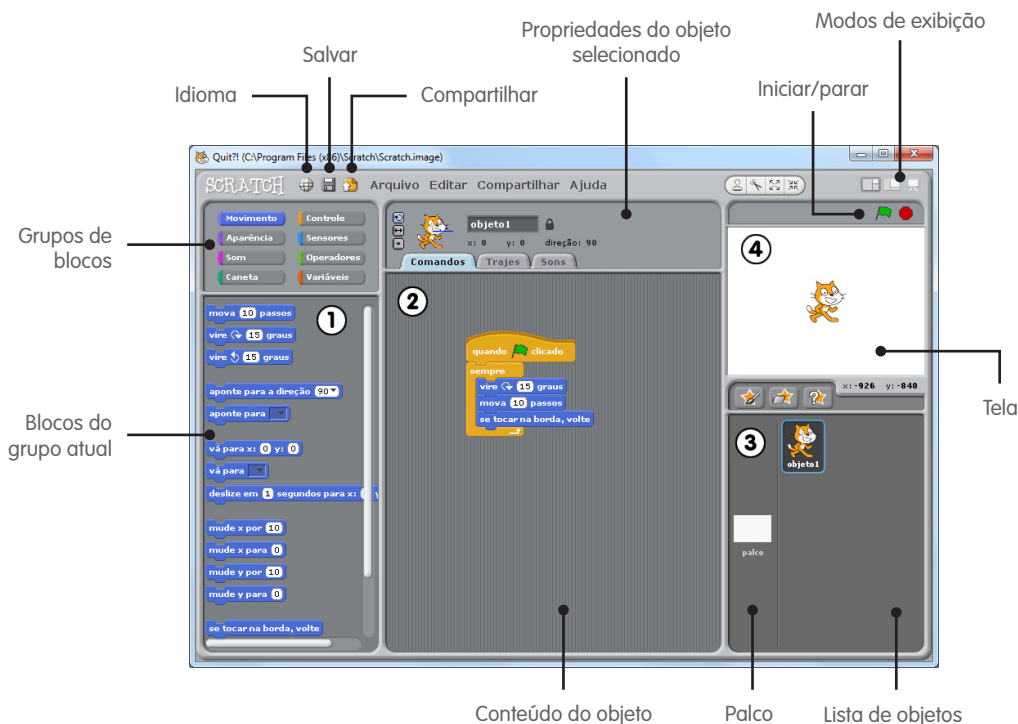 Modos de exibição
Propriedades do objeto
selecionado
Salvar
Iniciar/parar
Idioma
Compartilhar
Quit?! (C:\Program Files (x86)\Scratch\Scratch.image)
SCRATCH Arquivo Editar Compartilhar Ajuda
Grupos de
blocos
Movimento Controle
Aparência Sensores
Som Operadores
Caneta Variáveis
objeto1
x: 0 y: 0 direção: 90
Comandos Trajes Sons
1
mova 10 passos
vire 15 graus
vire 15 graus
aponte para a direção 90
aponte para
Blocos do
grupo atual
vá para x: 0 y: 0
vá para
deslize em 1 segundos para x:
mude x por 10
mude x para 0
mude y por 10
mude y para 0
se tocar na borda, volte
2
quando clicado
sempre
vire 15 graus
mova 10 passos
se tocar na borda, volte
4
x: -926 y: -840
Tela
3
objeto1
palco
Conteúdo do objeto
Palco
Lista de objetos